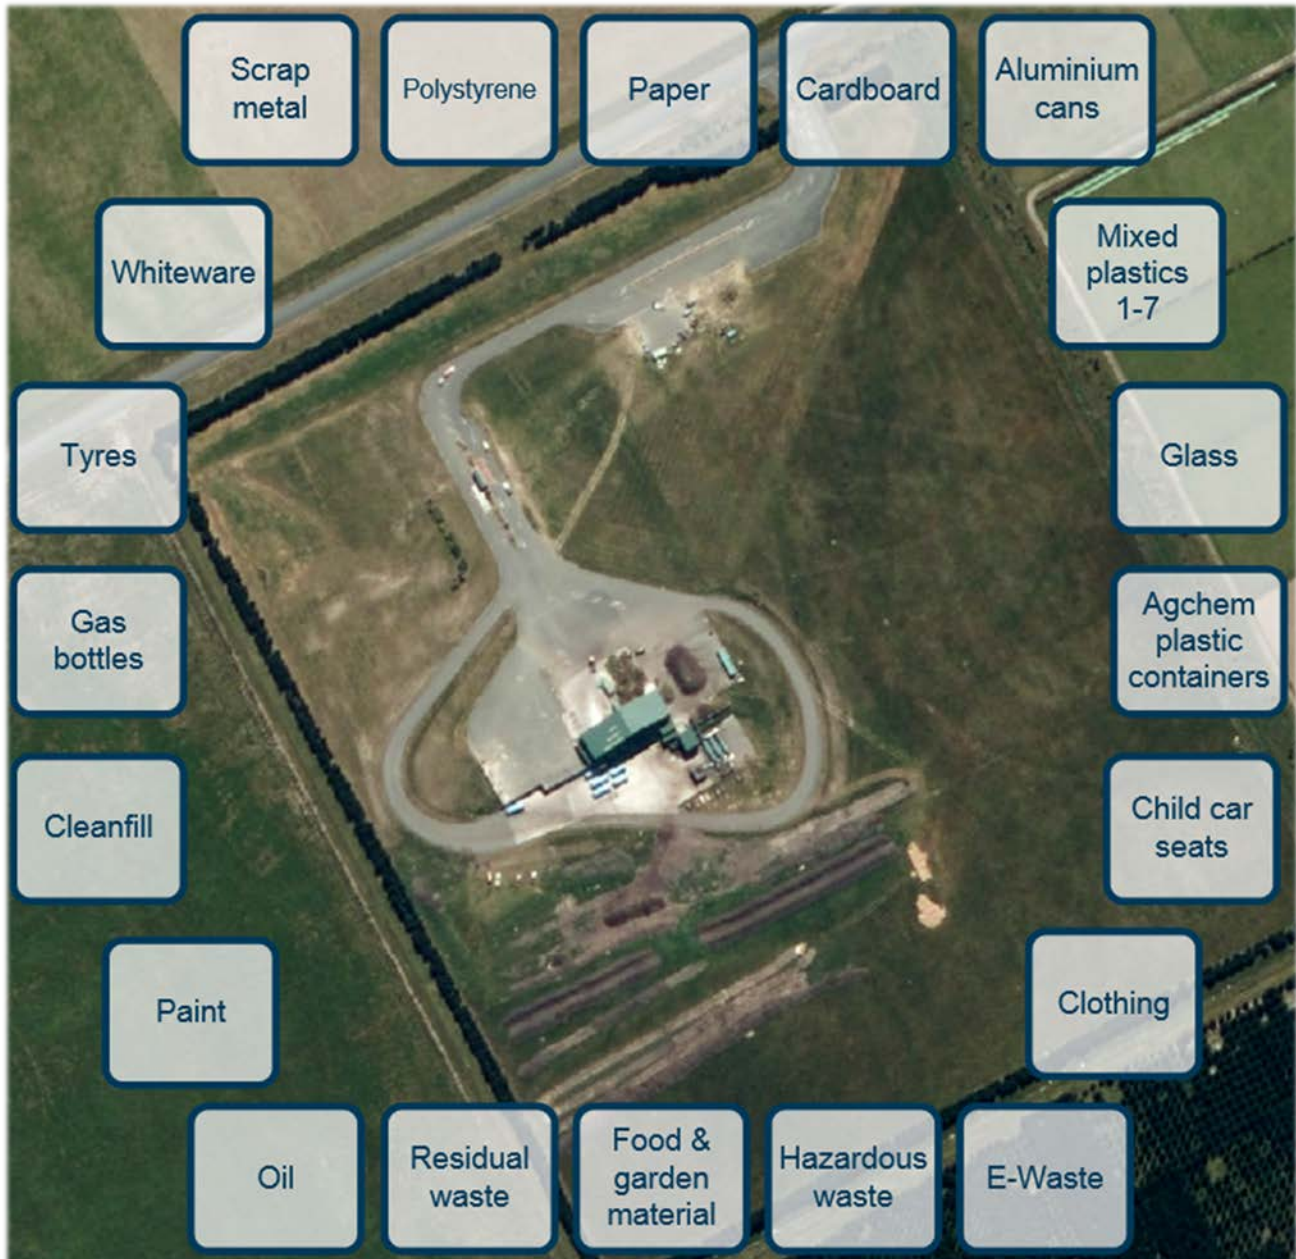 Scrap
metal
Polystyrene
Paper
Cardboard
Aluminium
cans
Whiteware
Mixed
plastics
1-7
Tyres
Glass
Gas
bottles
Agchem
plastic
containers
Cleanfill
Child car
seats
Paint
Clothing
Oil
Residual
waste
Food &
garden
material
Hazardous
waste
E-Waste